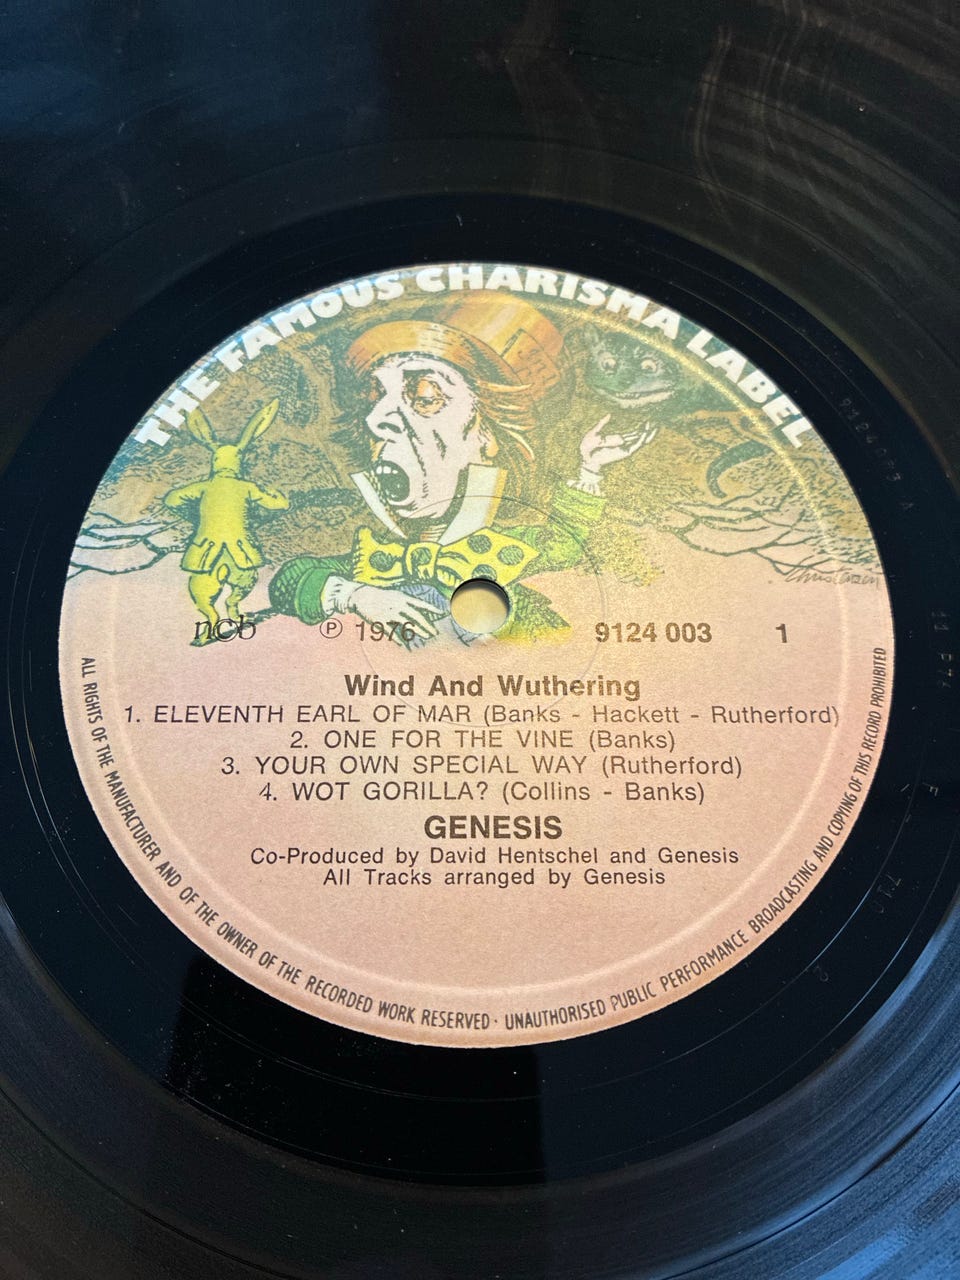 THE FAMOUS CHARISMA LABEL
Christensen
ncb ℗ 1976 9124 003 1
Wind And Wuthering
1. ELEVENTH EARL OF MAR (Banks - Hackett - Rutherford)
2. ONE FOR THE VINE (Banks)
3. YOUR OWN SPECIAL WAY (Rutherford)
4. WOT GORILLA? (Collins - Banks)
GENESIS
Co-Produced by David Hentschel and Genesis
All Tracks arranged by Genesis
ALL RIGHTS OF THE MANUFACTURER AND OF THE OWNER OF THE RECORDED WORK RESERVED · UNAUTHORISED PUBLIC PERFORMANCE BROADCASTING AND COPYING OF THIS RECORD PROHIBITED